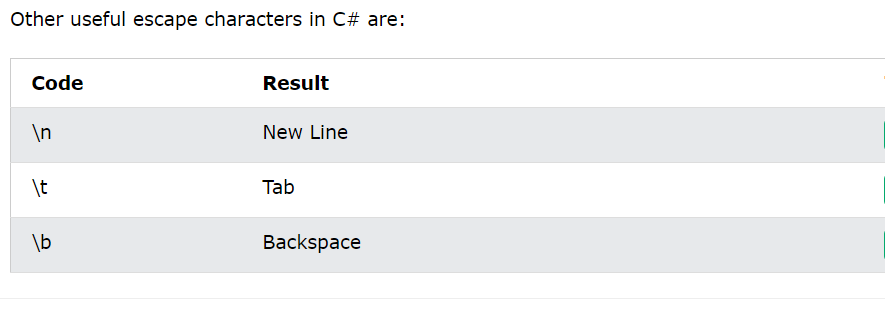 Other useful escape characters in C# are:
Code Result
\n New Line
\t Tab
\b Backspace